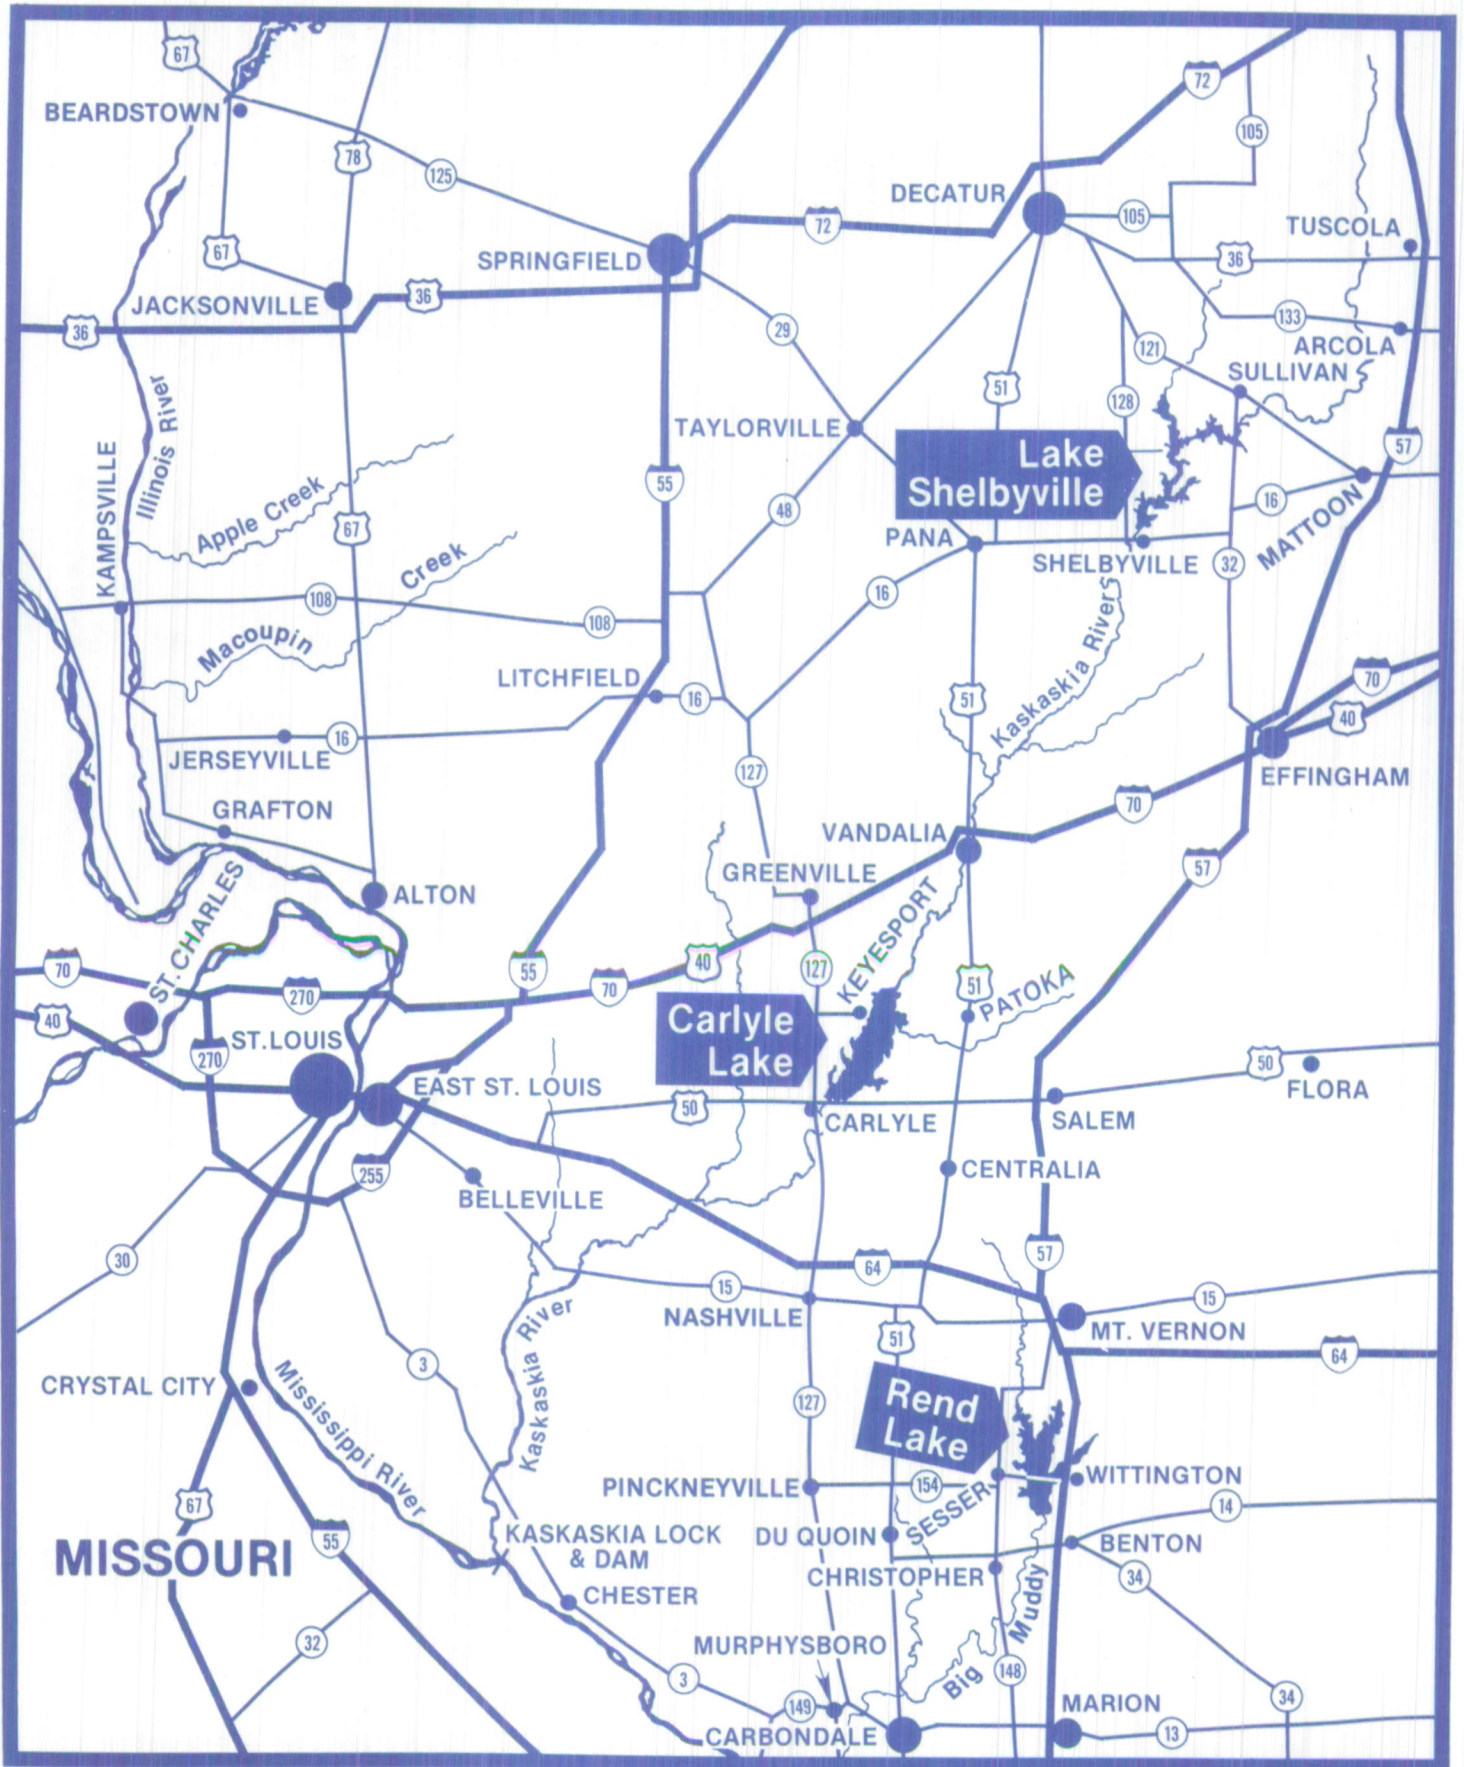 67
BEARDSTOWN
78
125
72
105
DECATUR
105
TUSCOLA
72
67
SPRINGFIELD
36
36
JACKSONVILLE
36
133
29
ARCOLA
121
SULLIVAN
51
128
Illinois River
TAYLORVILLE
Lake
Shelbyville
57
KAMPSVILLE
55
16
Apple Creek
48
67
MATTOON
PANA
SHELBYVILLE
32
Creek
16
108
108
Macoupin
Kaskaskia River
LITCHFIELD
16
51
70
40
16
JERSEYVILLE
127
EFFINGHAM
GRAFTON
70
VANDALIA
GREENVILLE
57
ALTON
ST. CHARLES
KEYESPORT
70
55
40
127
270
70
51
PATOKA
40
Carlyle
Lake
ST. LOUIS
270
EAST ST. LOUIS
50
50
FLORA
CARLYLE
SALEM
255
CENTRALIA
BELLEVILLE
30
57
64
15
15
NASHVILLE
Kaskaskia River
51
MT. VERNON
64
3
CRYSTAL CITY
Mississippi River
Rend
Lake
127
WITTINGTON
PINCKNEYVILLE
154
67
SESSER
14
MISSOURI
55
KASKASKIA LOCK
& DAM
DU QUOIN
BENTON
CHRISTOPHER
34
CHESTER
Big Muddy
32
MURPHYSBORO
3
148
149
34
MARION
CARBONDALE
13